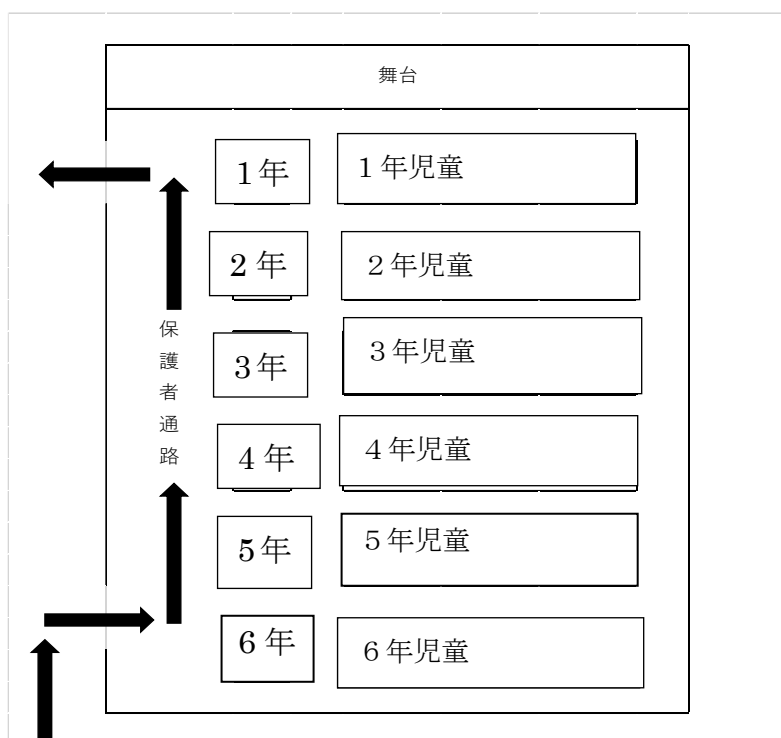 舞台
1年
1年児童
2年
２年児童
3年
３年児童
保護者通路
4年
４年児童
5年
５年児童
6年
６年児童